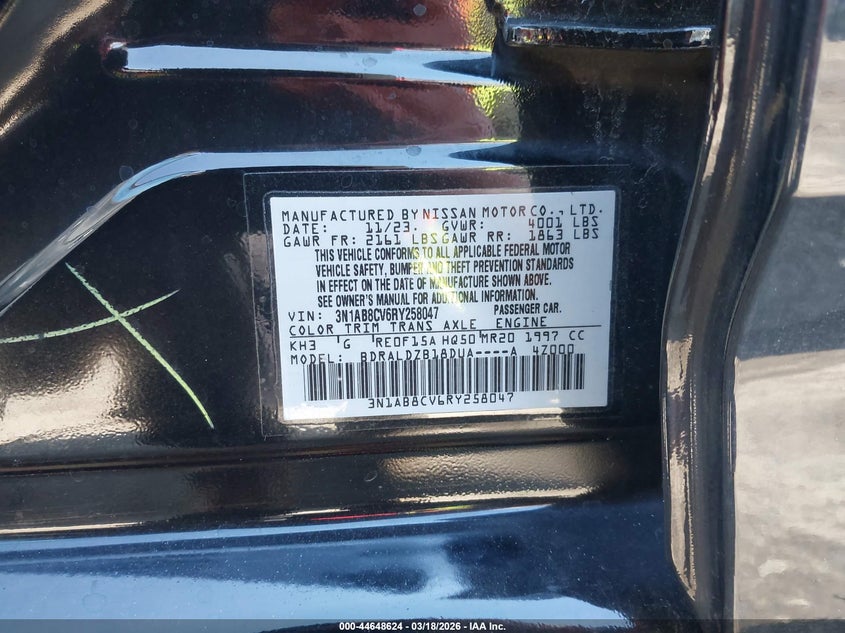 MANUFACTURED BY NISSAN MOTOR CO., LTD.
DATE: 11/23. GVWR: 4001 LBS
GAWR FR: 2161 LBS GAWR RR: 1863 LBS
THIS VEHICLE CONFORMS TO ALL APPLICABLE FEDERAL MOTOR
VEHICLE SAFETY, BUMPER AND THEFT PREVENTION STANDARDS
IN EFFECT ON THE DATE OF MANUFACTURE SHOWN ABOVE.
SEE OWNER'S MANUAL FOR ADDITIONAL INFORMATION.
VIN: 3N1AB8CV6RY258047 PASSENGER CAR.
COLOR TRIM TRANS AXLE ENGINE
KH3 G RE0F15A HQ50 MR20 1997 CC
MODEL: BDRALDZB18DUA----A 4Z000
3N1AB8CV6RY258047
000-44648624 | 03/18/2026 - IAA Inc.